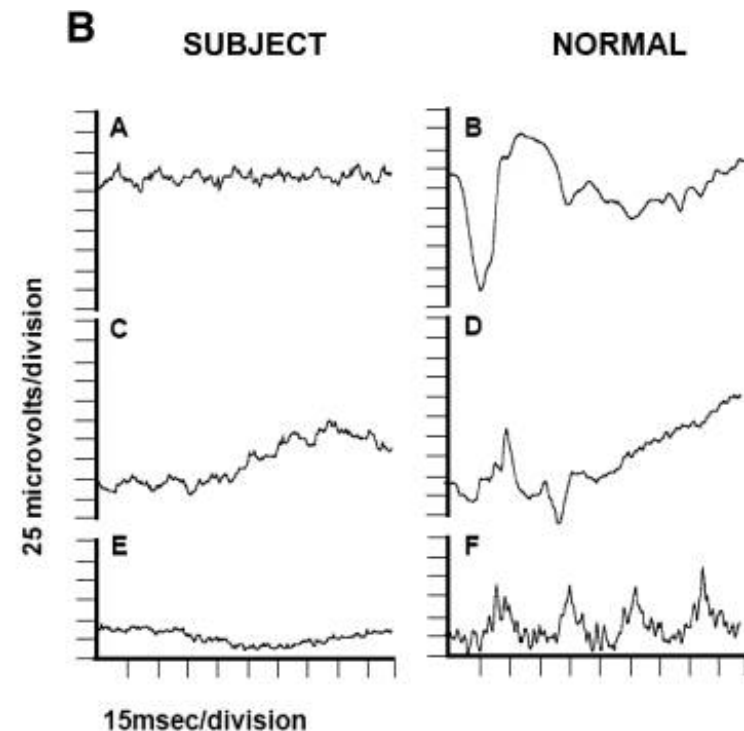 B
SUBJECT NORMAL
A B
C D
E F
25 microvolts/division
15msec/division